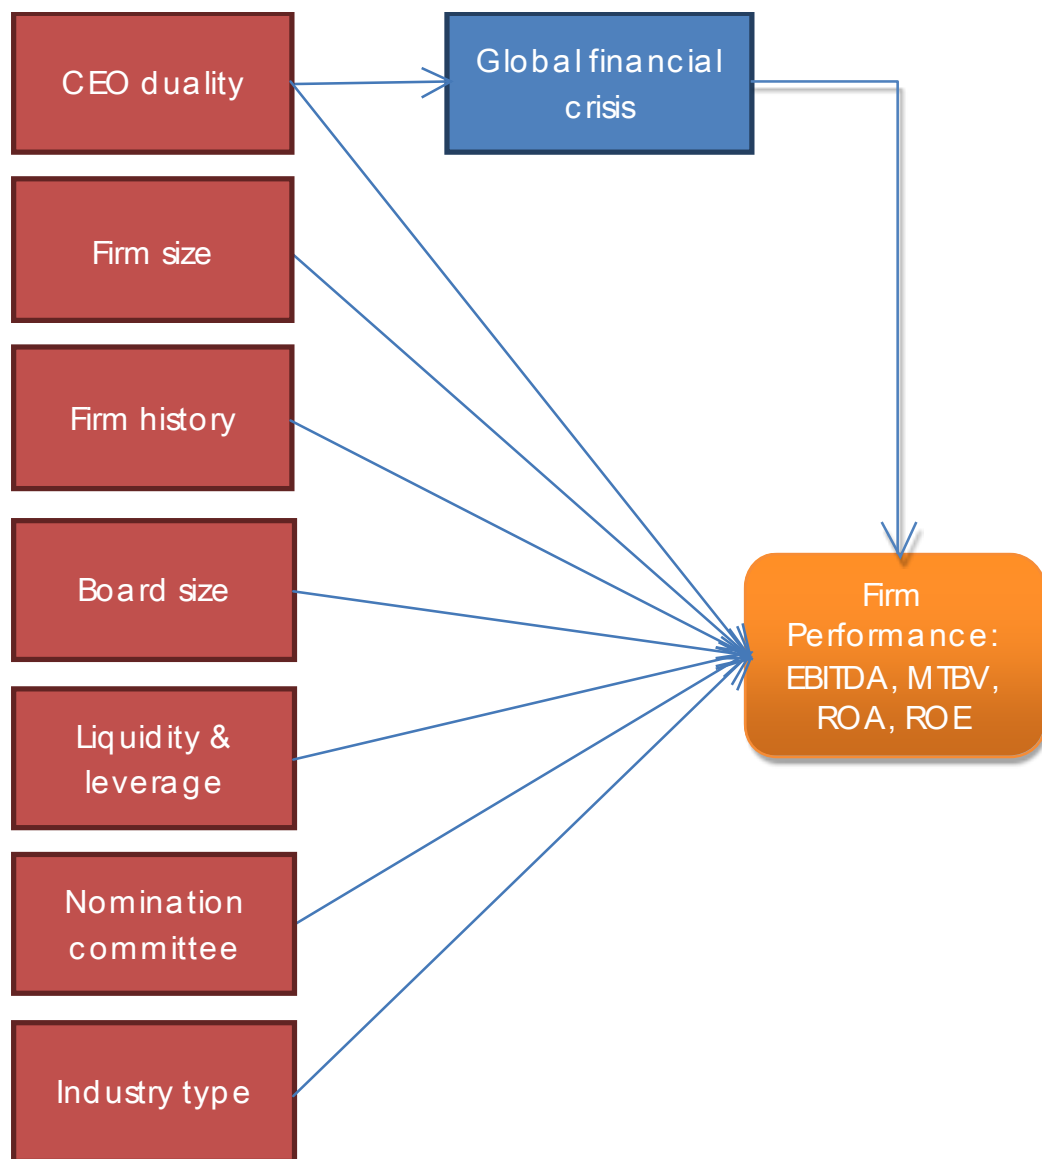 CEO duality
Global financial
crisis
Firm size
Firm history
Board size
Firm
Performance:
EBITDA, MTBV,
ROA, ROE
Liquidity &
leverage
Nomination
committee
Industry type